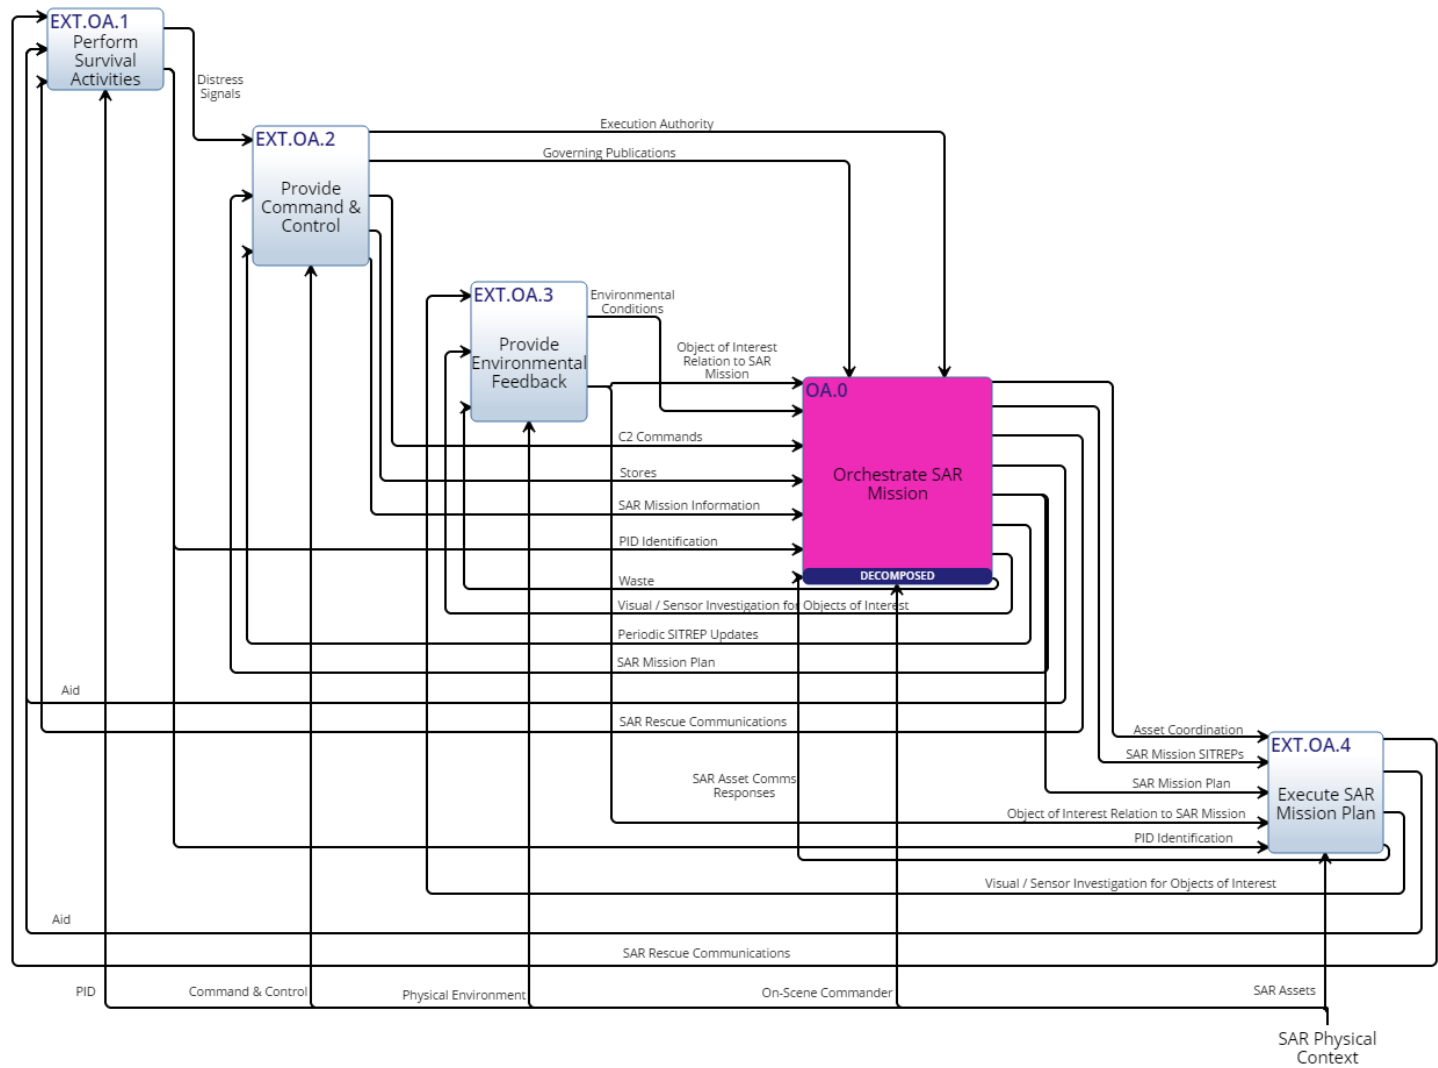 EXT.OA.1
Perform
Survival
Activities
Distress
Signals
EXT.OA.2
Provide
Command &
Control
Execution Authority
Governing Publications
EXT.OA.3
Provide
Environmental
Feedback
Environmental
Conditions
Object of Interest
Relation to SAR
Mission
OA.0
Orchestrate SAR
Mission
DECOMPOSED
C2 Commands
Stores
SAR Mission Information
PID Identification
Waste
Visual / Sensor Investigation for Objects of Interest
Periodic SITREP Updates
SAR Mission Plan
Aid
SAR Rescue Communications
Asset Coordination
SAR Mission SITREPs
SAR Mission Plan
Object of Interest Relation to SAR Mission
PID Identification
EXT.OA.4
Execute SAR
Mission Plan
SAR Asset Comms
Responses
Visual / Sensor Investigation for Objects of Interest
Aid
SAR Rescue Communications
PID
Command & Control
Physical Environment
On-Scene Commander
SAR Assets
SAR Physical
Context